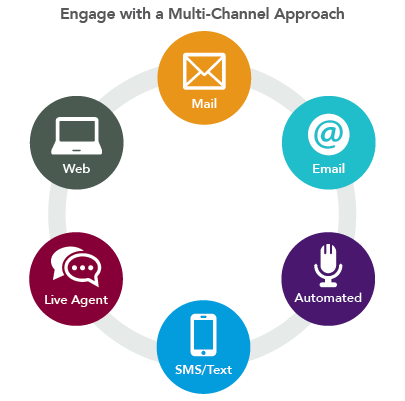 Engage with a Multi-Channel Approach
Mail
Email
Automated
SMS/Text
Live Agent
Web